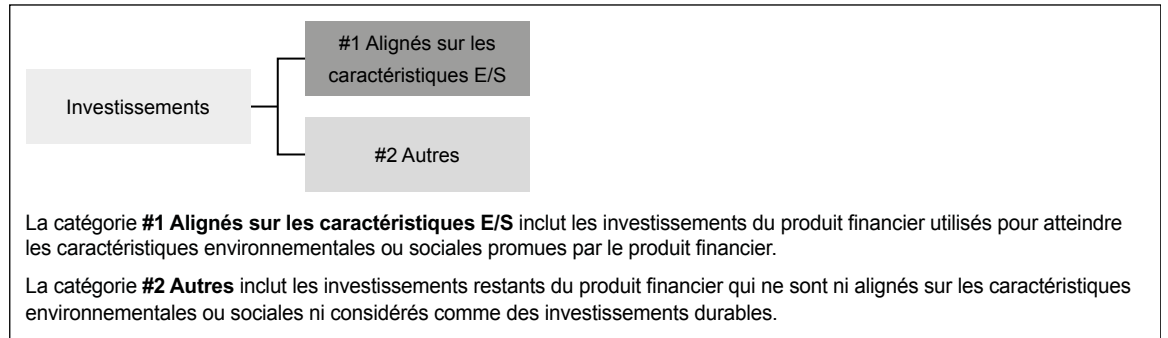 #1 Alignés sur les
caractéristiques E/S
Investissements
#2 Autres
La catégorie #1 Alignés sur les caractéristiques E/S inclut les investissements du produit financier utilisés pour atteindre
les caractéristiques environnementales ou sociales promues par le produit financier.
La catégorie #2 Autres inclut les investissements restants du produit financier qui ne sont ni alignés sur les caractéristiques
environnementales ou sociales ni considérés comme des investissements durables.